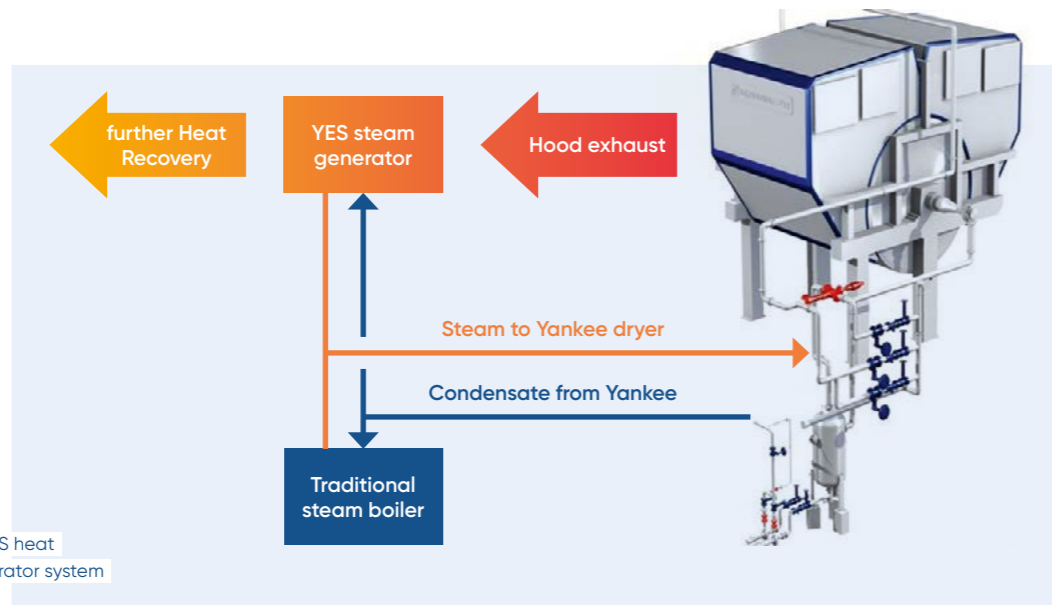 further Heat
Recovery
YES steam
generator
Hood exhaust
Steam to Yankee dryer
Condensate from Yankee
Traditional
steam boiler
S heat
rator system